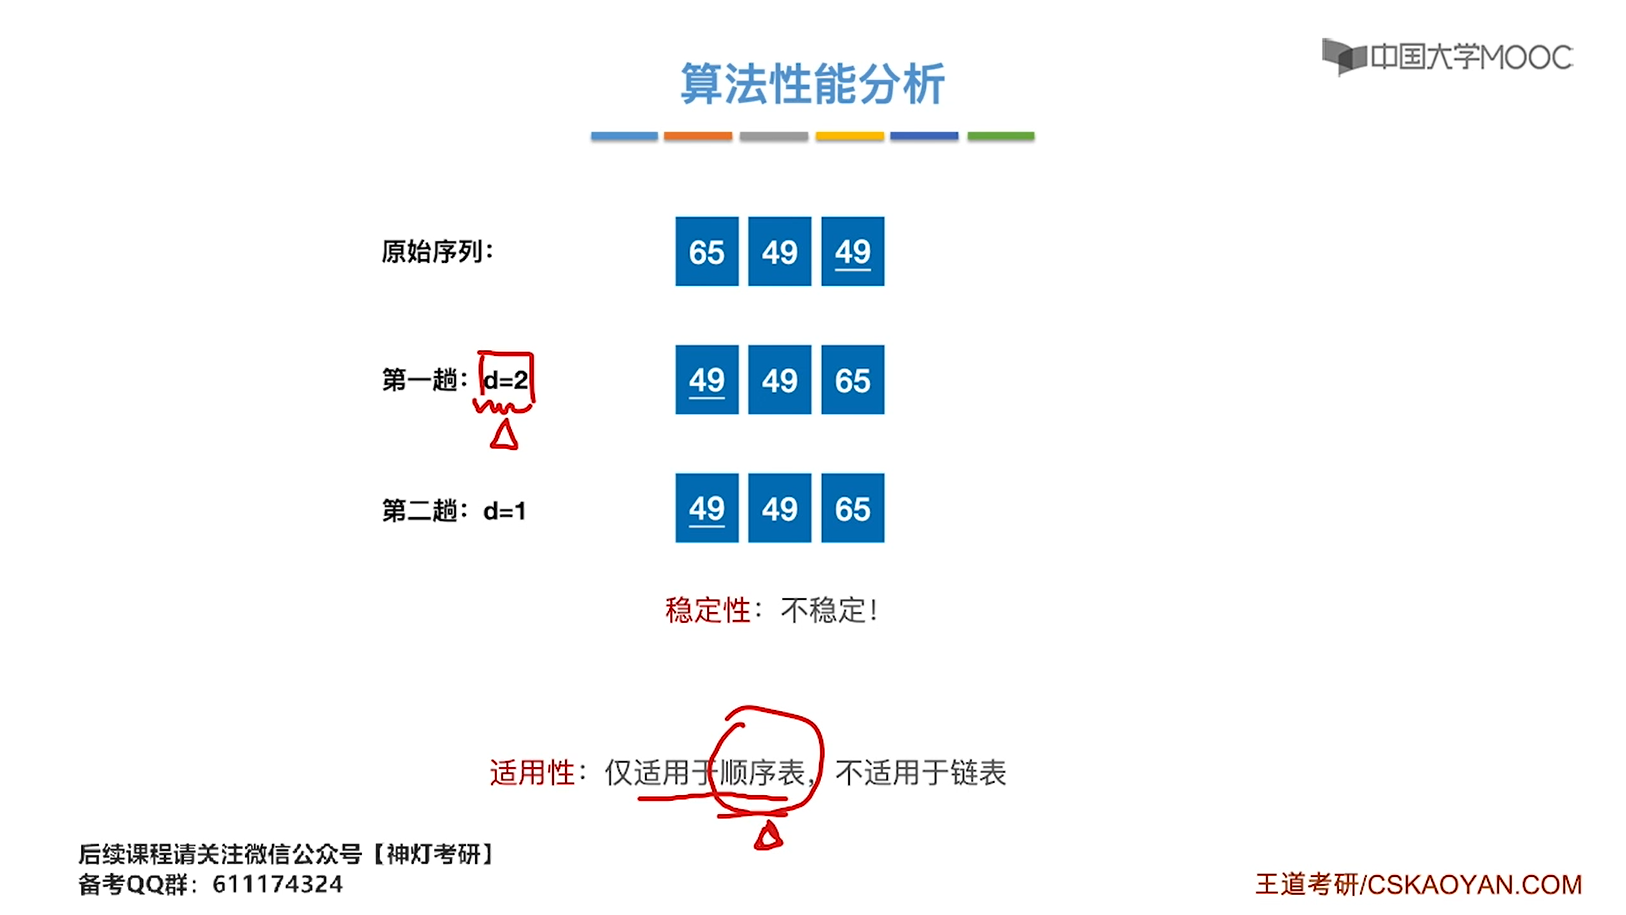 中国大学MOOC
算法性能分析
原始序列：
65 49 49
第一趟：d=2
49 49 65
第二趟：d=1
49 49 65
稳定性：不稳定！
适用性：仅适用于顺序表，不适用于链表
后续课程请关注微信公众号【神灯考研】
备考QQ群：611174324
王道考研/CSKAOYAN.COM